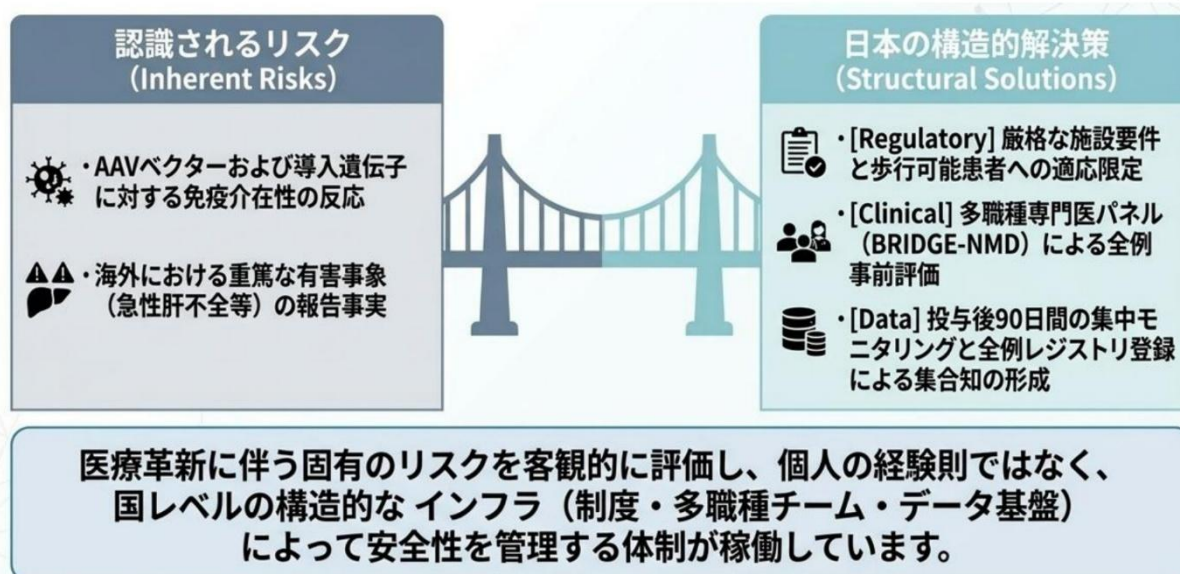 認識されるリスク
(Inherent Risks)
・AAVベクターおよび導入遺伝子
に対する免疫介在性の反応
・海外における重篤な有害事象
（急性肝不全等）の報告事実
日本の構造的解決策
(Structural Solutions)
・[Regulatory] 厳格な施設要件
と歩行可能患者への適応限定
・[Clinical] 多職種専門医パネル
（BRIDGE-NMD）による全例
事前評価
・[Data] 投与後90日間の集中モ
ニタリングと全例レジストリ登録
による集合知の形成
医療革新に伴う固有のリスクを客観的に評価し、個人の経験則ではなく、
国レベルの構造的な インフラ（制度・多職種チーム・データ基盤）
によって安全性を管理する体制が稼働しています。